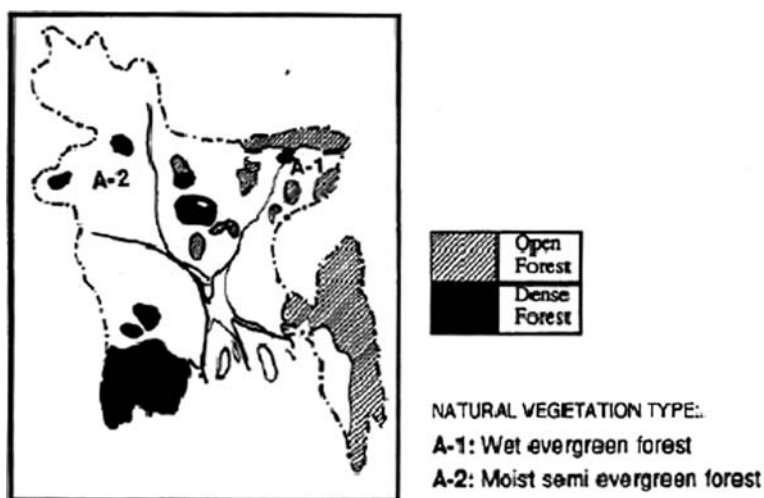 A-1
A-2
Open
Forest
Dense
Forest
NATURAL VEGETATION TYPE:.
A-1: Wet evergreen forest
A-2: Moist semi evergreen forest